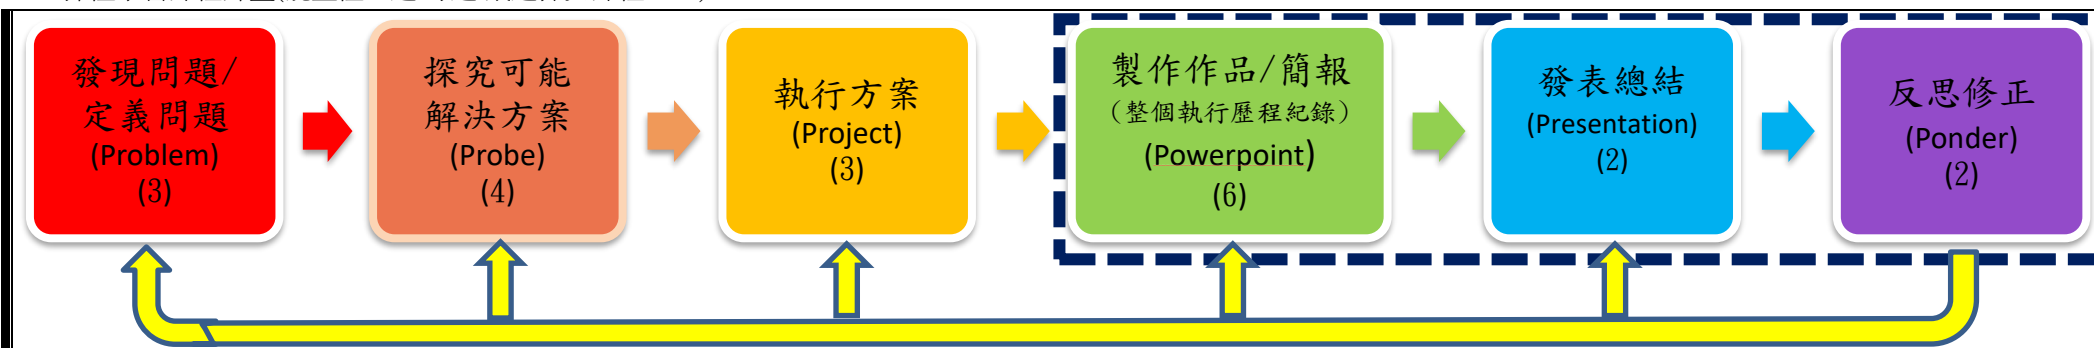 發現問題/
定義問題
(Problem)
(3)
探究可能
解決方案
(Probe)
(4)
執行方案
(Project)
(3)
製作作品/簡報
(整個執行歷程紀錄)
(Powerpoint)
(6)
發表總結
(Presentation)
(2)
反思修正
(Ponder)
(2)